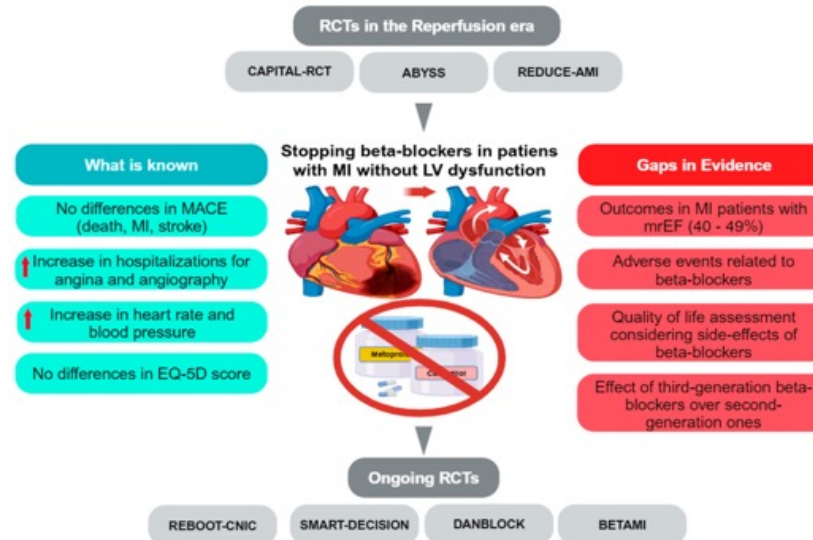 RCTs in the Reperfusion era
CAPITAL-RCT
ABYSS
REDUCE-AMI
Stopping beta-blockers in patiens
with MI without LV dysfunction
What is known
No differences in MACE
(death, MI, stroke)
Increase in hospitalizations for
angina and angiography
Increase in heart rate and
blood pressure
No differences in EQ-5D score
Metoprol
Gaps in Evidence
Outcomes in MI patients with
mrEF (40 - 49%)
Adverse events related to
beta-blockers
Quality of life assessment
considering side-effects of
beta-blockers
Effect of third-generation beta-
blockers over second-
generation ones
Ongoing RCTs
REBOOT-CNIC
SMART-DECISION
DANBLOCK
BETAMI